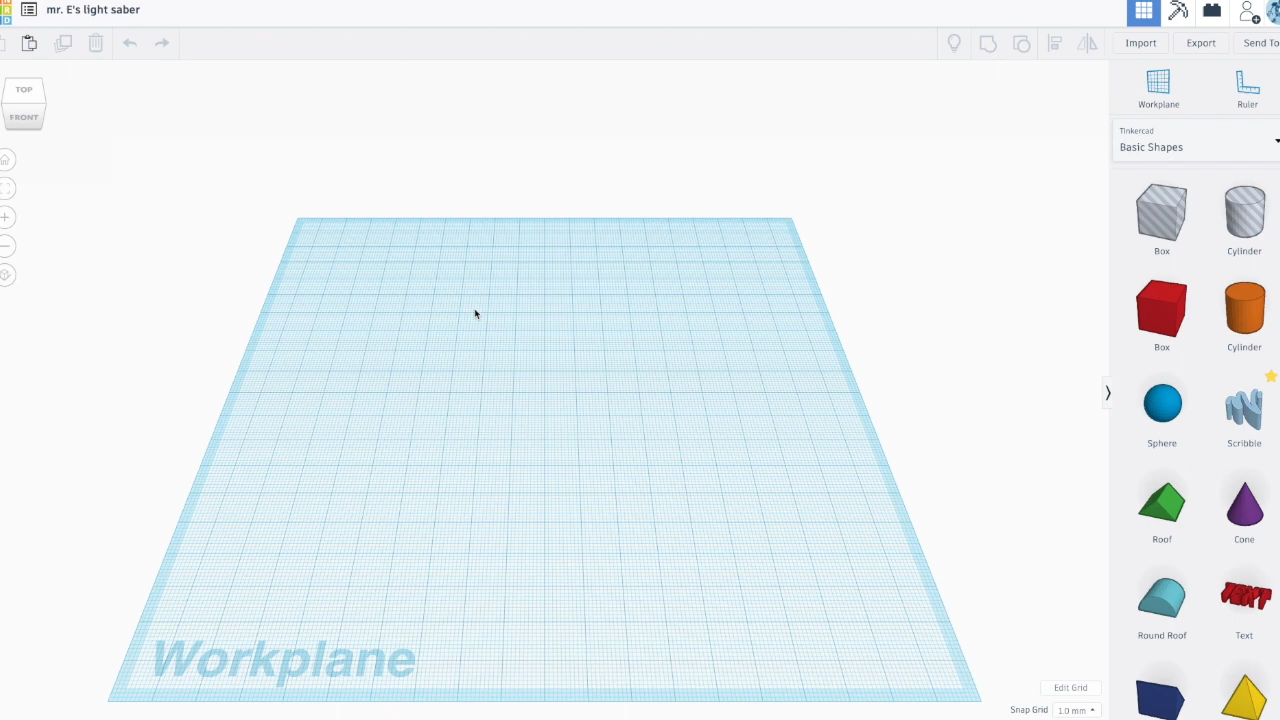 mr. E's light saber
Import
Export
Send To
TOP
FRONT
Workplane
Ruler
Tinkercad
Basic Shapes
Box
Cylinder
Box
Cylinder
Sphere
Scribble
Roof
Cone
Round Roof
TEXT
Text
Workplane
Edit Grid
Snap Grid
1.0 mm